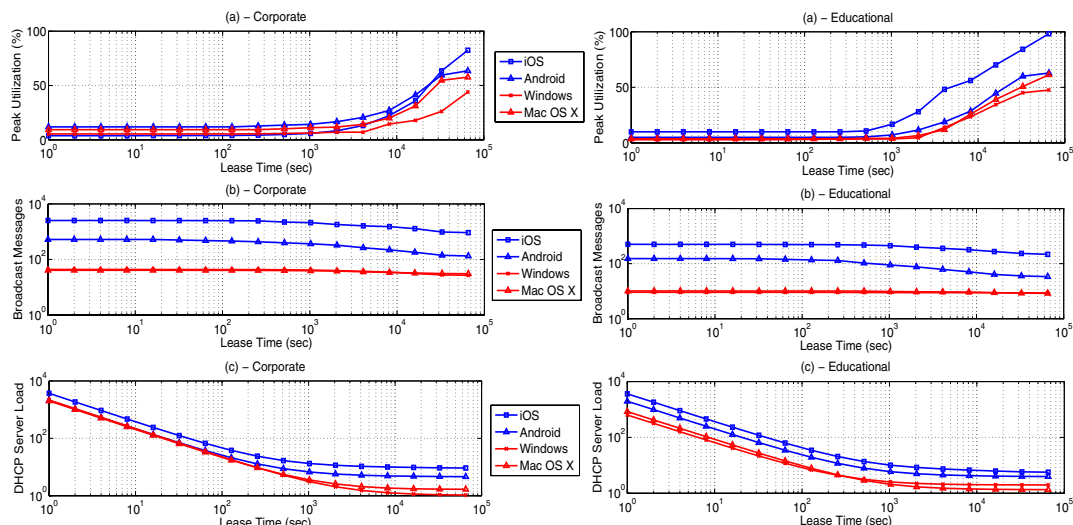 (a) – Corporate
Peak Utilization (%)
100
50
0
10^0 10^1 10^2 10^3 10^4 10^5
Lease Time (sec)
iOS
Android
Windows
Mac OS X
(a) – Educational
Peak Utilization (%)
100
50
0
10^0 10^1 10^2 10^3 10^4 10^5
Lease Time (sec)
(b) – Corporate
Broadcast Messages
10^4
10^2
10^0
10^0 10^1 10^2 10^3 10^4 10^5
Lease Time (sec)
iOS
Android
Windows
Mac OS X
(b) – Educational
Broadcast Messages
10^4
10^2
10^0
10^0 10^1 10^2 10^3 10^4 10^5
Lease Time (sec)
(c) – Corporate
DHCP Server Load
10^4
10^2
10^0
10^0 10^1 10^2 10^3 10^4 10^5
Lease Time (sec)
iOS
Android
Windows
Mac OS X
(c) – Educational
DHCP Server Load
10^4
10^2
10^0
10^0 10^1 10^2 10^3 10^4 10^5
Lease Time (sec)